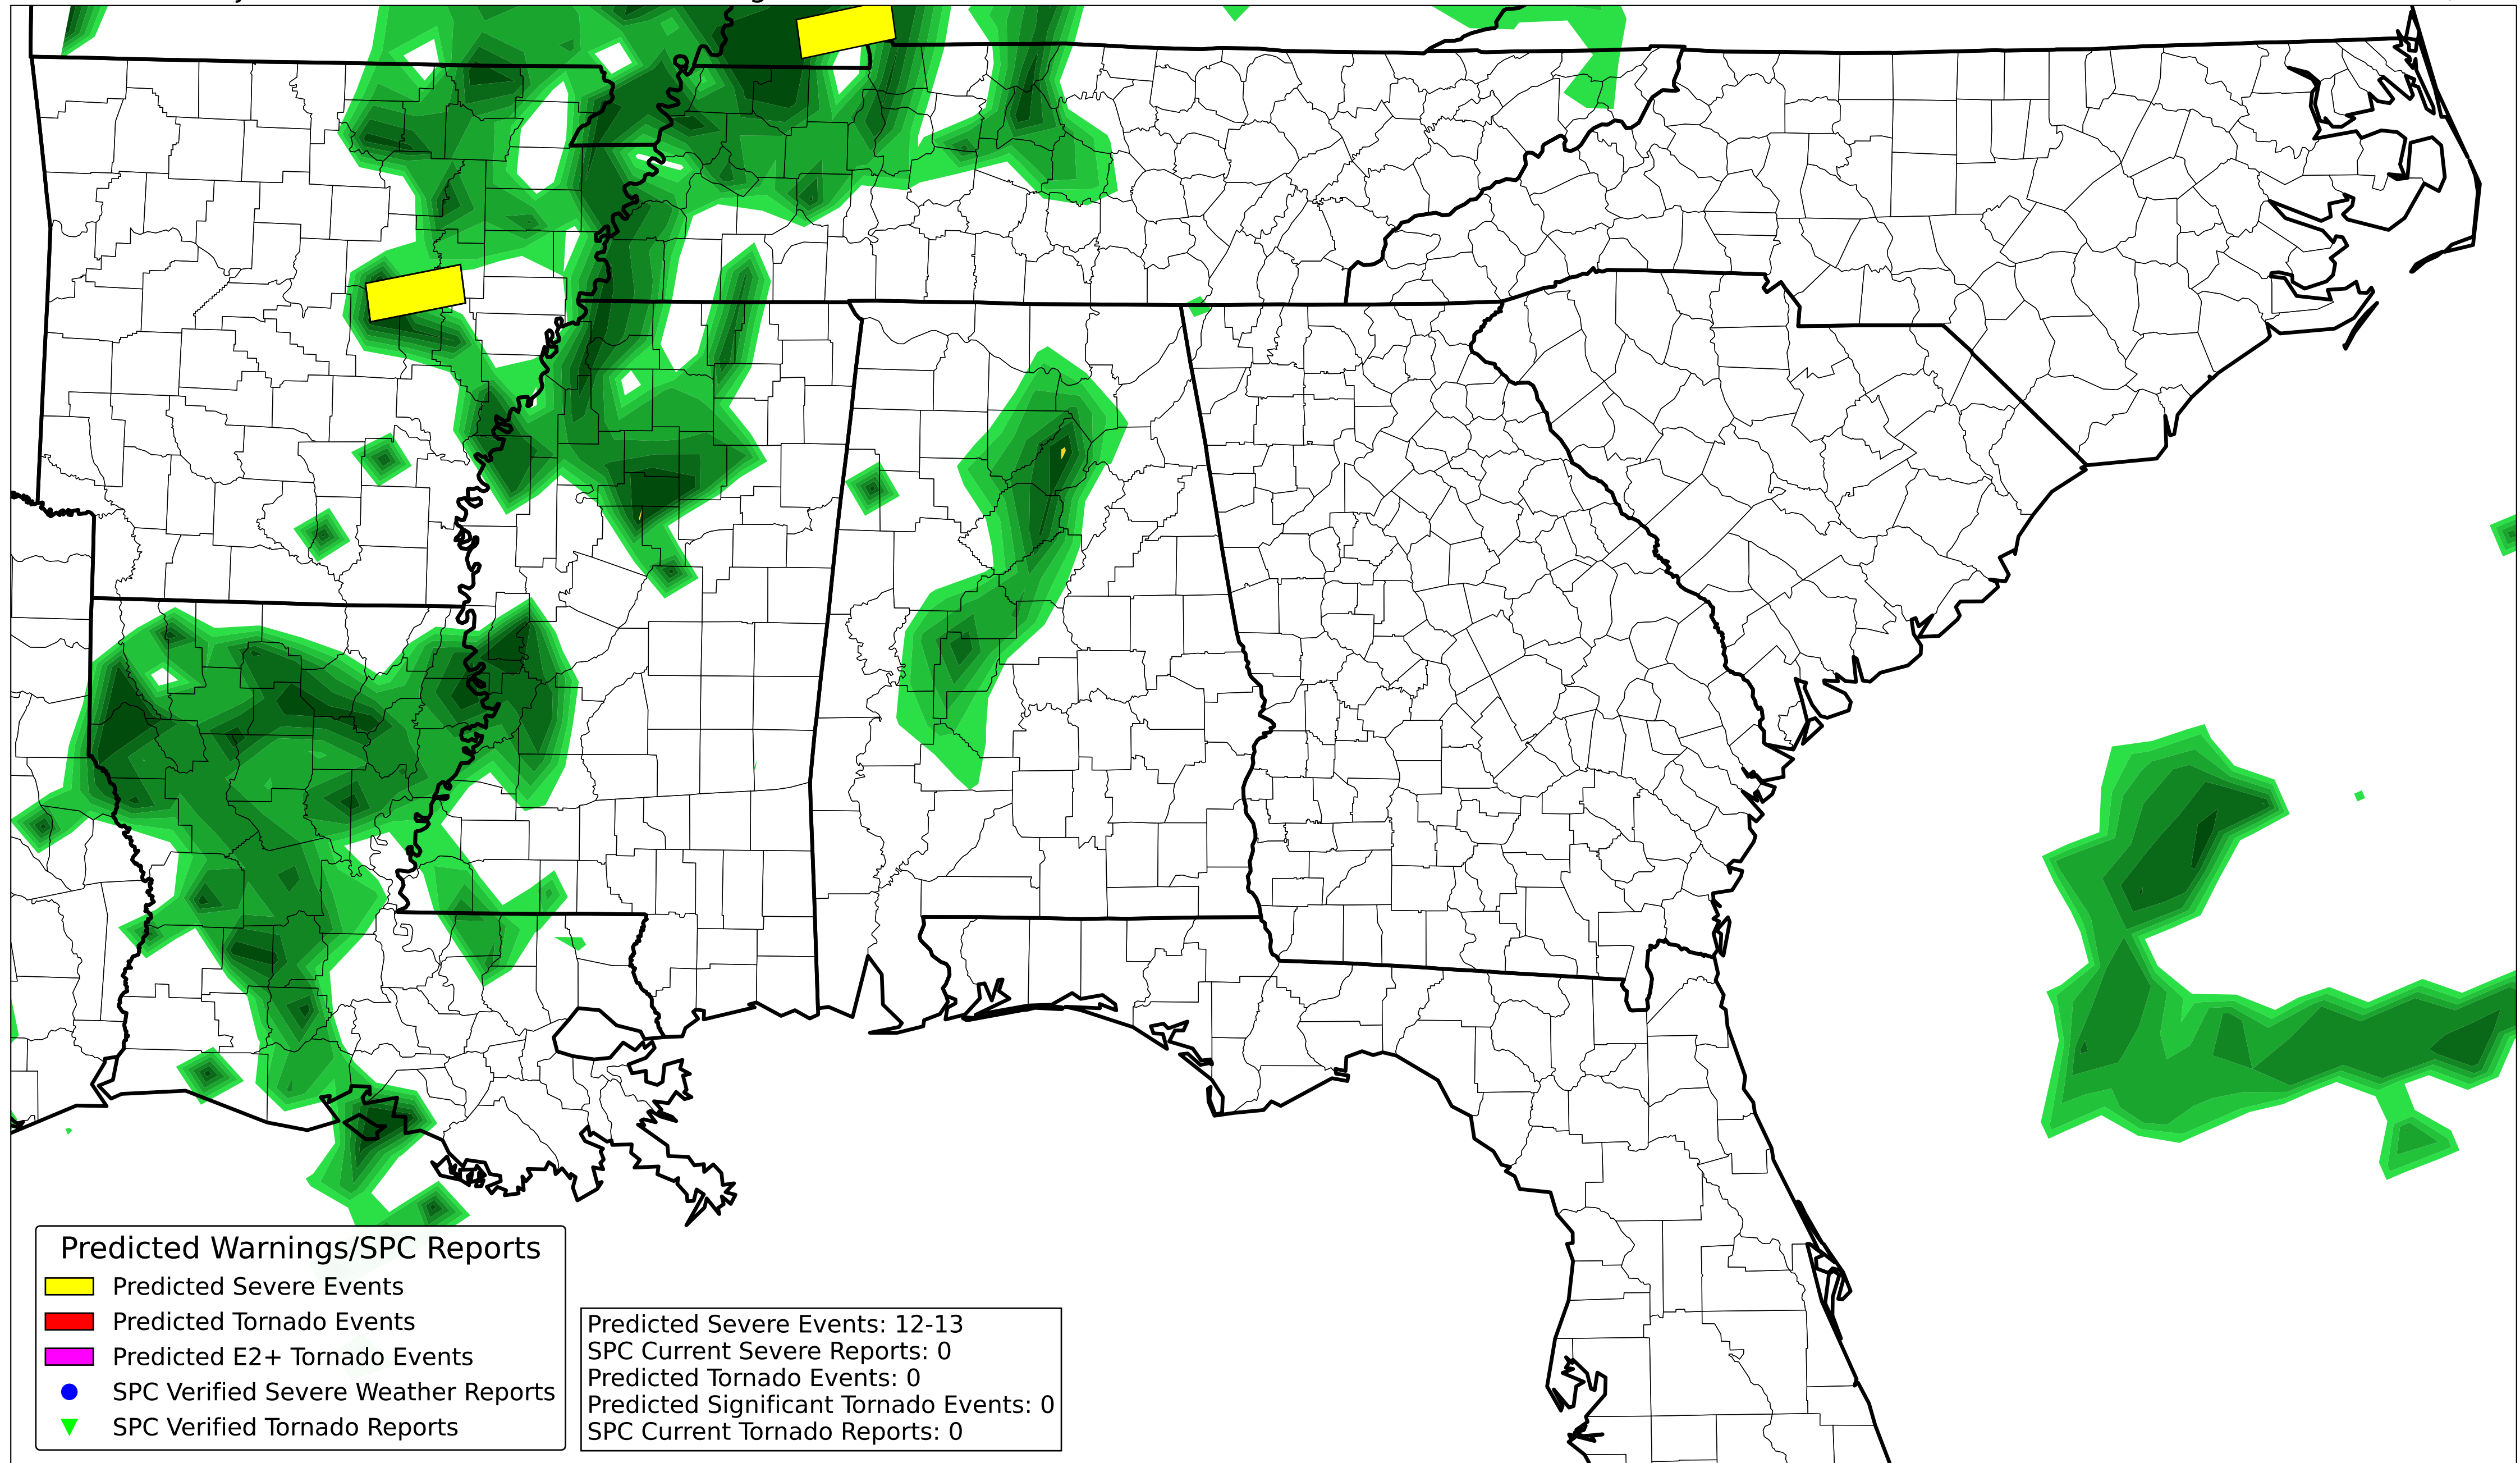 Predicted Warnings/SPC Reports
Predicted Severe Events
Predicted Tornado Events
Predicted E2+ Tornado Events
SPC Verified Severe Weather Reports
SPC Verified Tornado Reports
Predicted Severe Events: 12-13
SPC Current Severe Reports: 0
Predicted Tornado Events: 0
Predicted Significant Tornado Events: 0
SPC Current Tornado Reports: 0